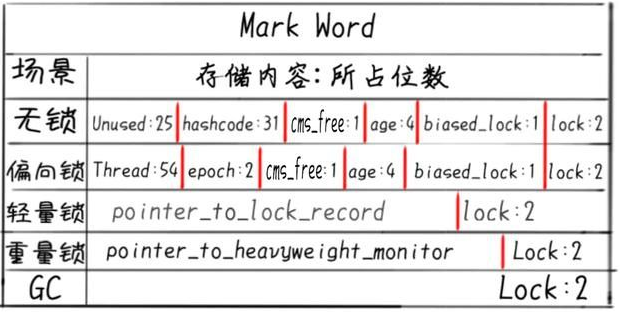 Mark Word
场景 存储内容:所占位数
无锁 Unused:25 hashcode:31 cms_free:1 age:4 biased_lock:1 lock:2
偏向锁 Thread:54 epoch:2 cms_free:1 age:4 biased_lock:1 lock:2
轻量锁 pointer_to_lock_record lock:2
重量锁 pointer_to_heavyweight_monitor Lock:2
GC Lock:2